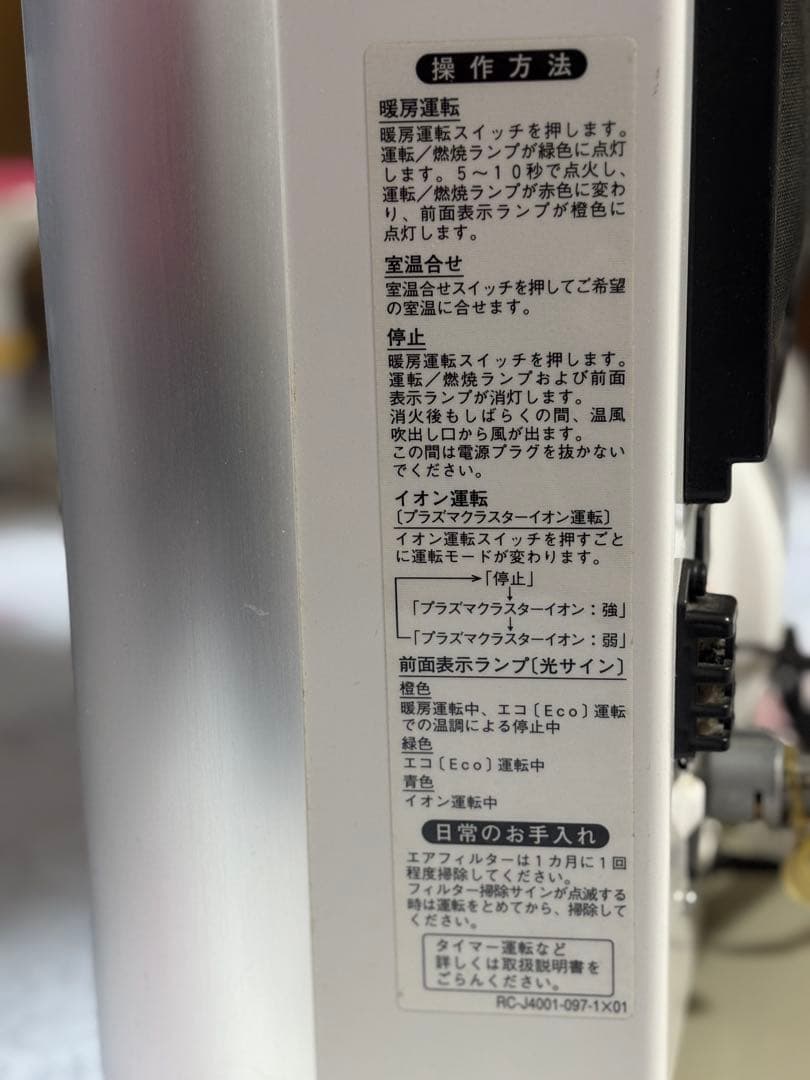 操作方法
暖房運転
暖房運転スイッチを押します。
運転／燃焼ランプが緑色に点灯
します。5〜10秒で点火し、
運転／燃焼ランプが赤色に変わ
り、前面表示ランプが橙色に
点灯します。
室温合せ
室温合せスイッチを押してご希望
の室温に合せます。
停止
暖房運転スイッチを押します。
運転／燃焼ランプおよび前面
表示ランプが消灯します。
消火後もしばらくの間、温風
吹出し口から風が出ます。
この間は電源プラグを抜かない
でください。
イオン運転
〔プラズマクラスターイオン運転〕
イオン運転スイッチを押すごと
に運転モードが変わります。
「停止」
「プラズマクラスターイオン：強」
「プラズマクラスターイオン：弱」
前面表示ランプ〔光サイン〕
橙色
暖房運転中、エコ〔Eco〕運転
での温調による停止中
緑色
エコ〔Eco〕運転中
青色
イオン運転中
日常のお手入れ
エアフィルターは1カ月に1回
程度掃除してください。
フィルター掃除サインが点滅する
時は運転をとめてから、掃除して
ください。
タイマー運転など
詳しくは取扱説明書を
ごらんください。
RC-J4001-097-1×01